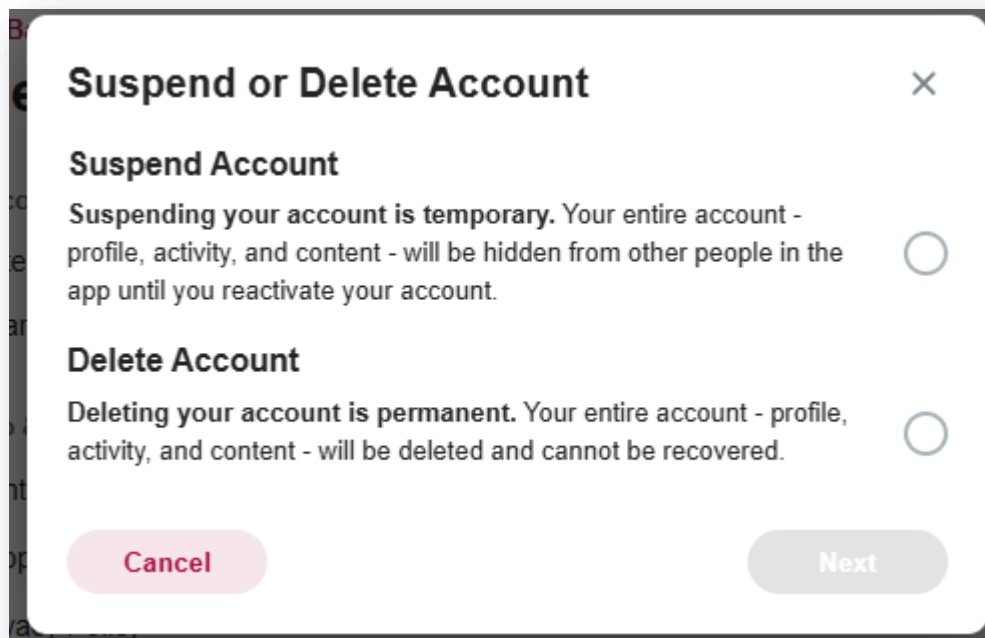 Suspend or Delete Account
Suspend Account
Suspending your account is temporary. Your entire account -
profile, activity, and content - will be hidden from other people in the
app until you reactivate your account.
Delete Account
Deleting your account is permanent. Your entire account - profile,
activity, and content - will be deleted and cannot be recovered.
Cancel
Next